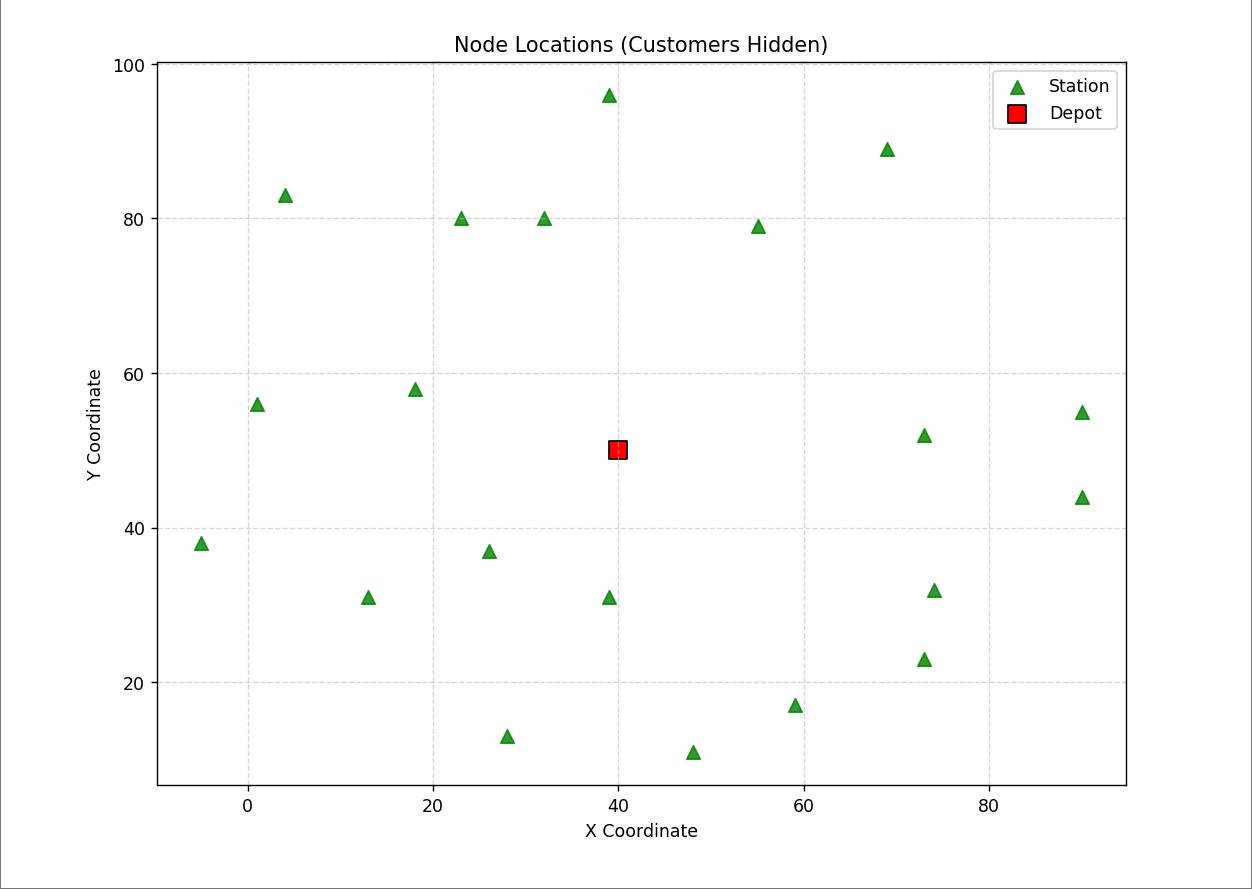 Node Locations (Customers Hidden)
Station
Depot
Y Coordinate
100
80
60
40
20
0
20
40
60
80
X Coordinate